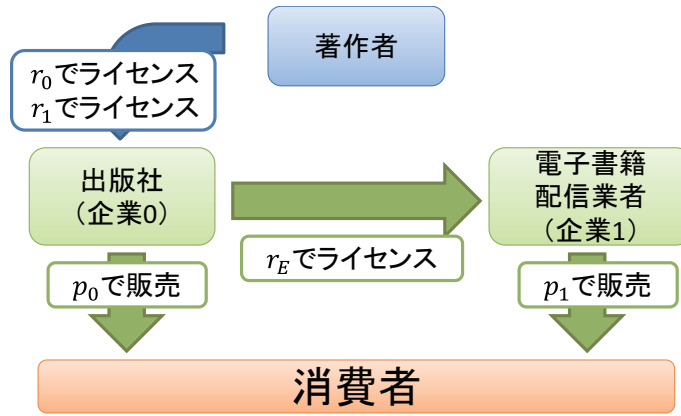 著作者
r₀でライセンス
r₁でライセンス
出版社
（企業0）
電子書籍
配信業者
（企業1）
r_Eでライセンス
p₀で販売
p₁で販売
消費者